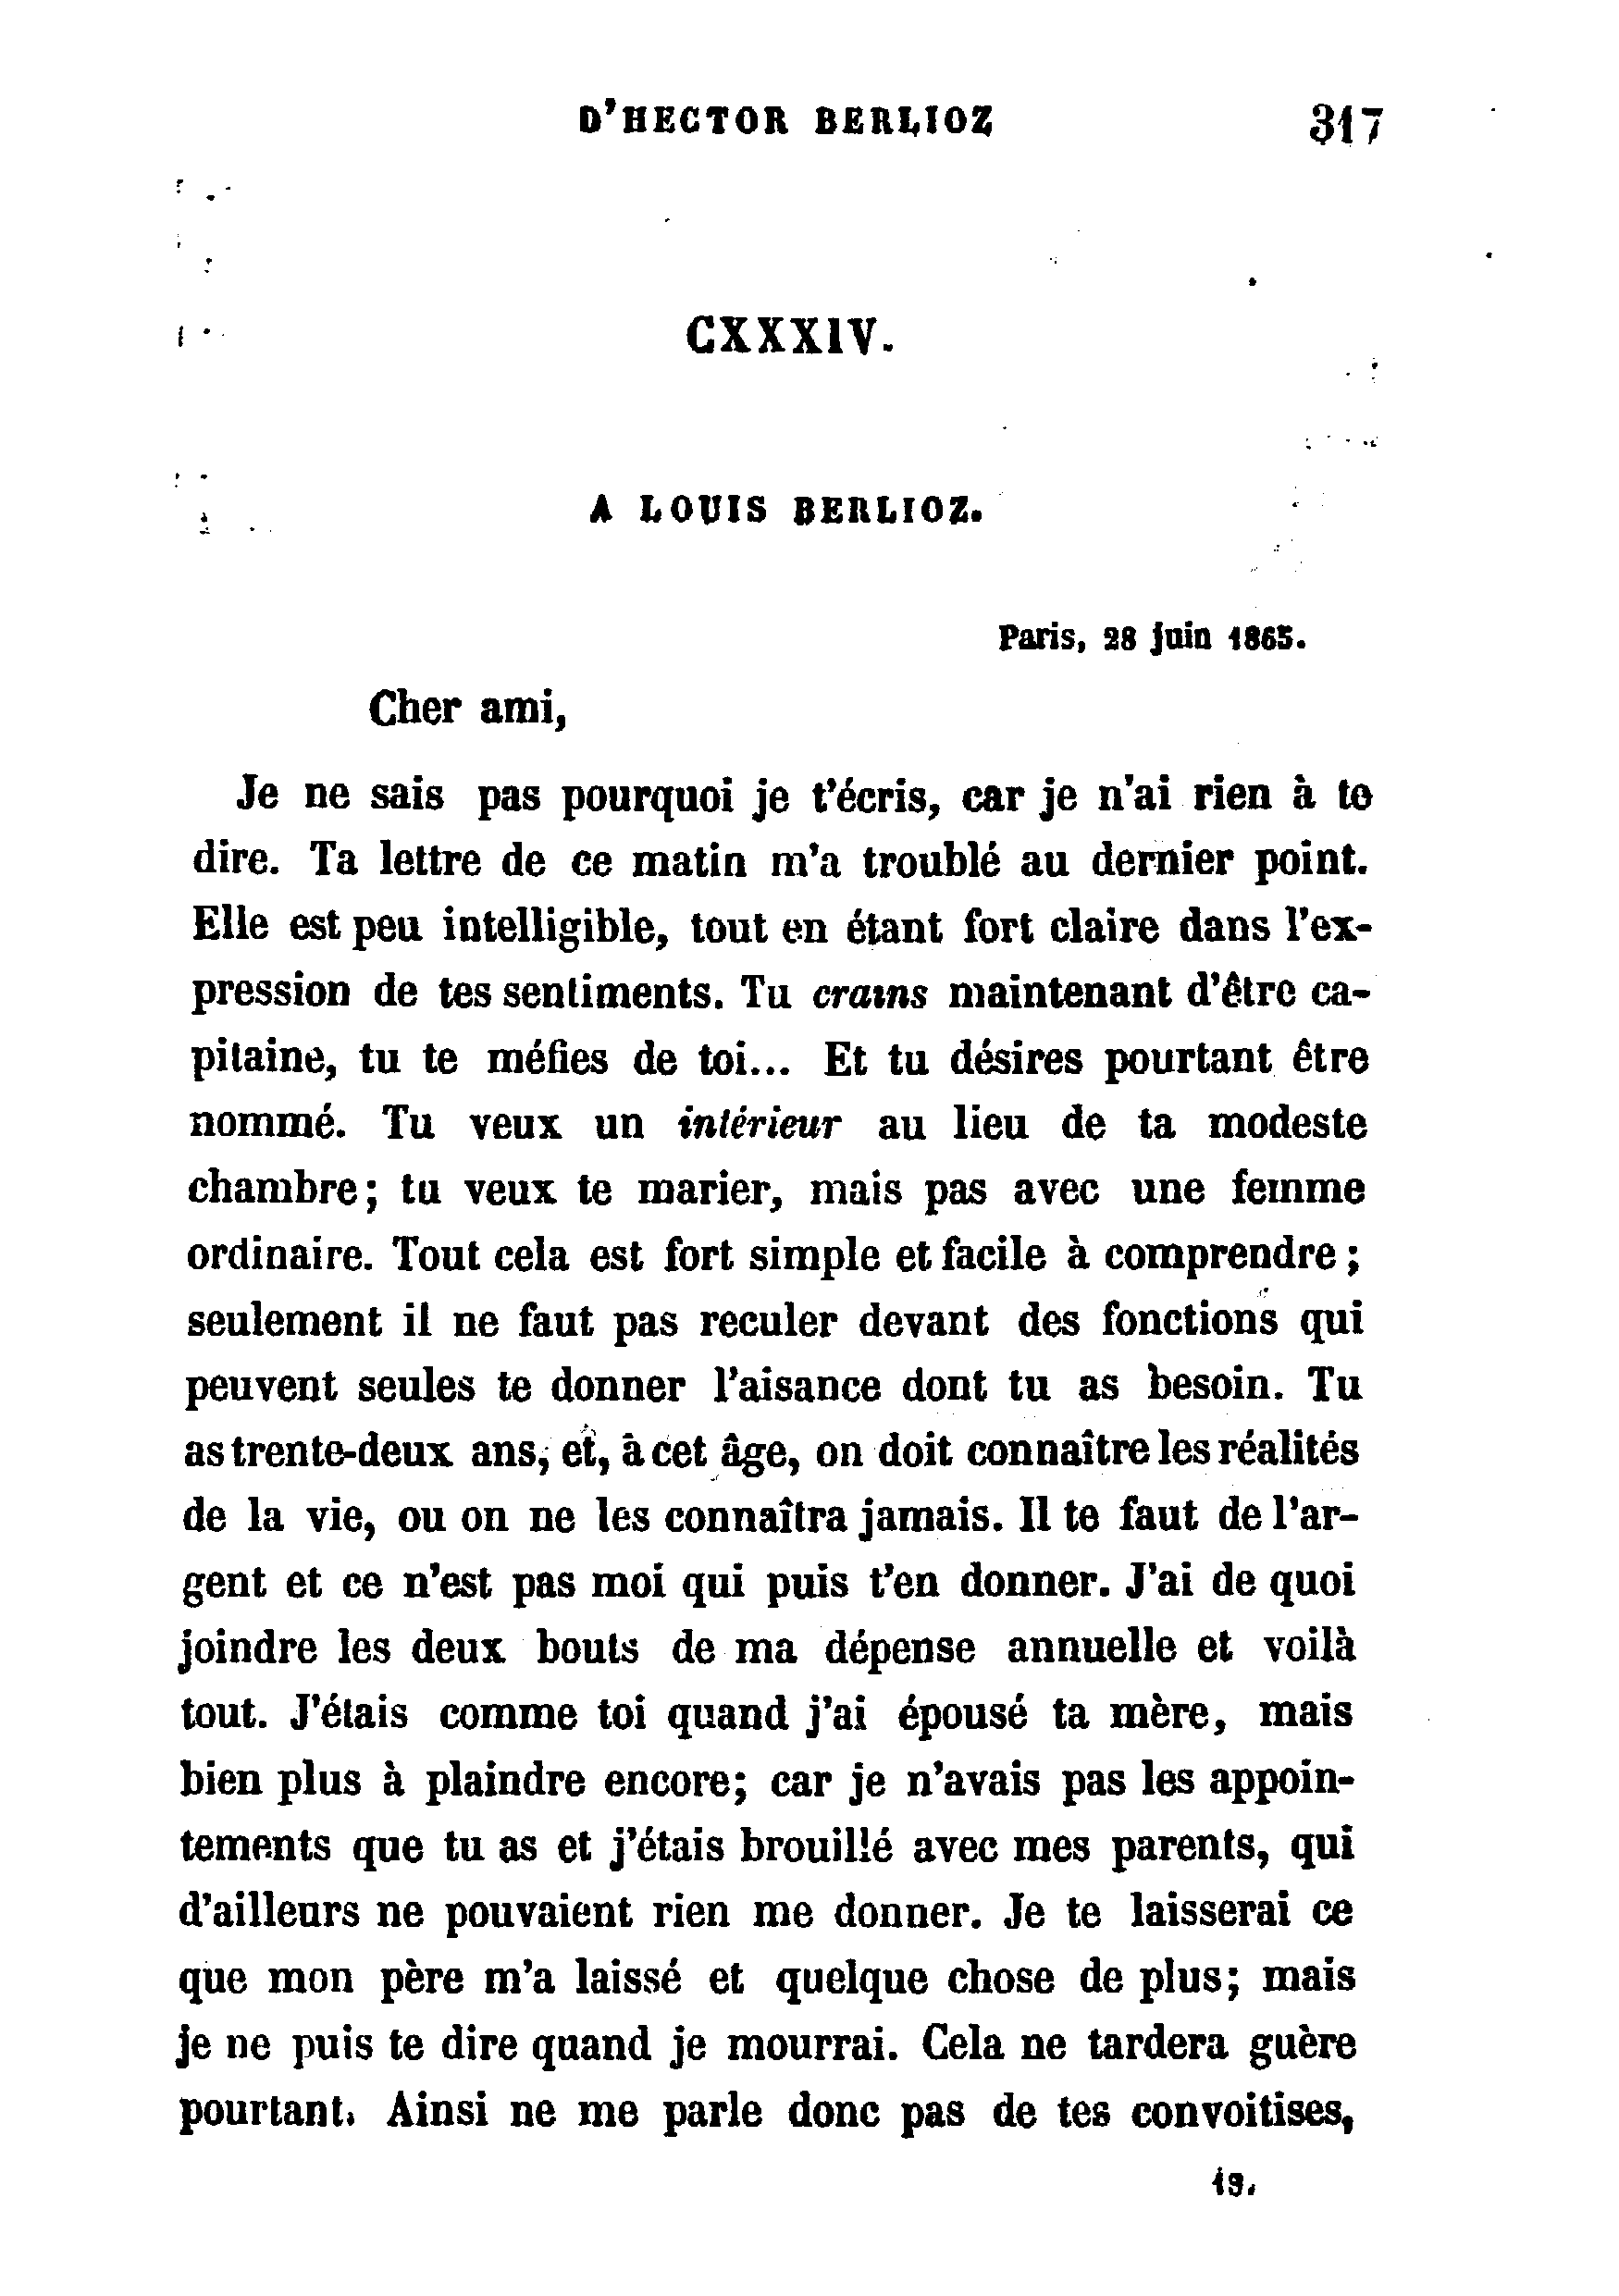 D'HECTOR BERLIOZ 317
CXXXIV.
A LOUIS BERLIOZ.
Paris, 28 juin 1865.
Cher ami,
Je ne sais pas pourquoi je t'écris, car je n'ai rien à te
dire. Ta lettre de ce matin m'a troublé au dernier point.
Elle est peu intelligible, tout en étant fort claire dans l'ex-
pression de tes sentiments. Tu crains maintenant d'être ca-
pitaine, tu te méfies de toi... Et tu désires pourtant être
nommé. Tu veux un intérieur au lieu de ta modeste
chambre; tu veux te marier, mais pas avec une femme
ordinaire. Tout cela est fort simple et facile à comprendre;
seulement il ne faut pas reculer devant des fonctions qui
peuvent seules te donner l'aisance dont tu as besoin. Tu
as trente-deux ans, et, à cet âge, on doit connaître les réalités
de la vie, ou on ne les connaîtra jamais. Il te faut de l'ar-
gent et ce n'est pas moi qui puis t'en donner. J'ai de quoi
joindre les deux bouts de ma dépense annuelle et voilà
tout. J'étais comme toi quand j'ai épousé ta mère, mais
bien plus à plaindre encore; car je n'avais pas les appoin-
tements que tu as et j'étais brouillé avec mes parents, qui
d'ailleurs ne pouvaient rien me donner. Je te laisserai ce
que mon père m'a laissé et quelque chose de plus; mais
je ne puis te dire quand je mourrai. Cela ne tardera guère
pourtant. Ainsi ne me parle donc pas de tes convoitises,
18.